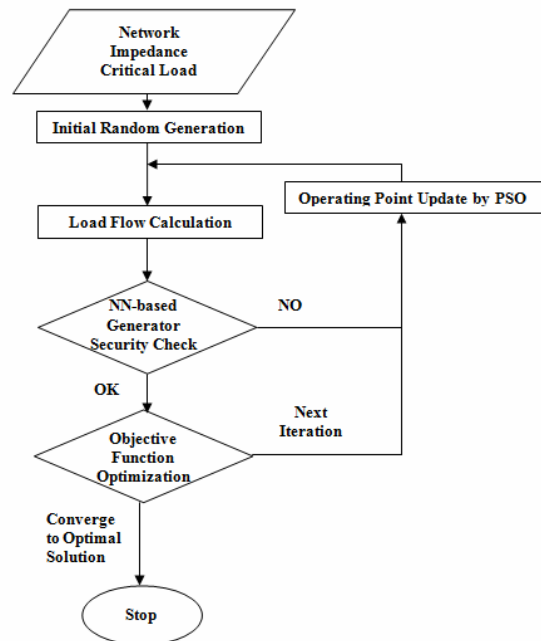 Network
Impedance
Critical Load
Initial Random Generation
Operating Point Update by PSO
Load Flow Calculation
NN-based
Generator
Security Check
NO
OK
Next
Iteration
Objective
Function
Optimization
Converge
to Optimal
Solution
Stop